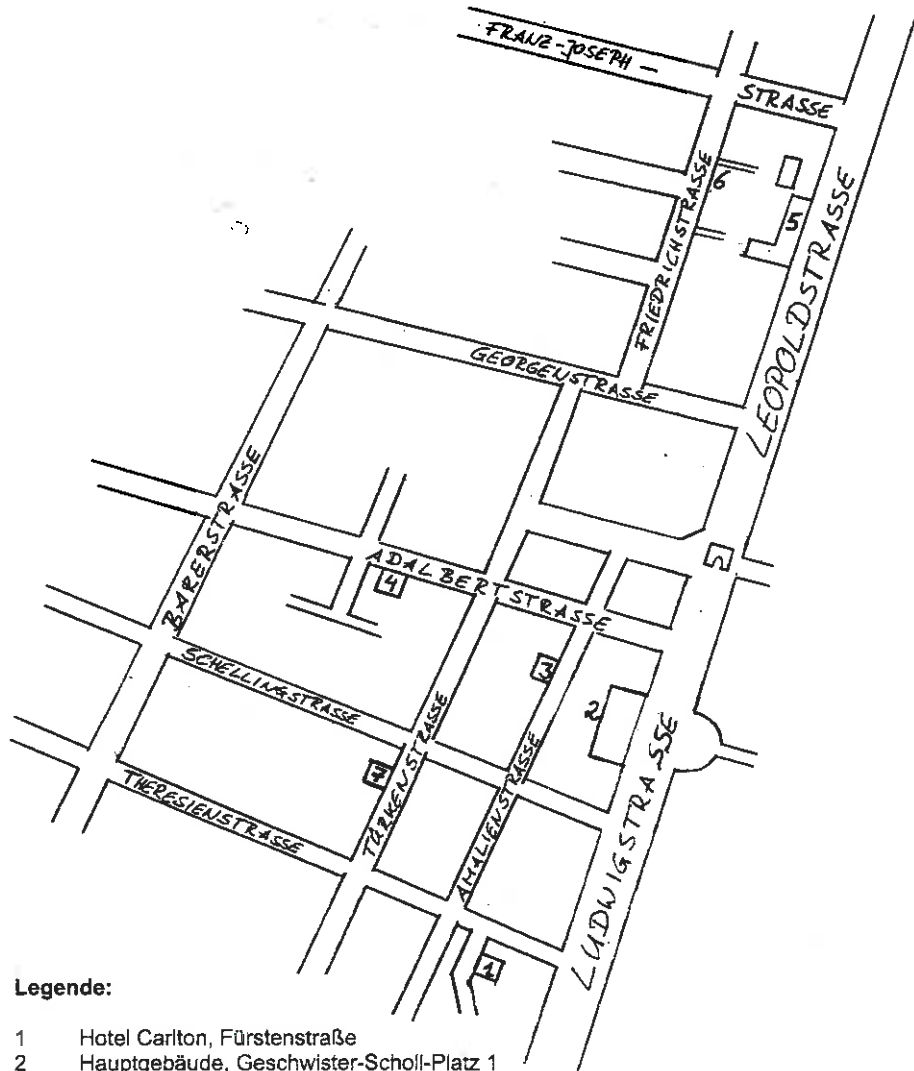 FRANZ-JOSEPH -
STRASSE
6
5
FRIEDRICHSTRASSE
LEOPOLDSTRASSE
GEORGENSTRASSE
BARERSTRASSE
ADALBERTSTRASSE
4
3
2
SCHELLINGSTRASSE
TÜRKENSTRASSE
7
AMALIENSTRASSE
THERESIENSTRASSE
LUDWIGSTRASSE
1
Legende:
1 Hotel Carlton, Fürstenstraße
2 Hauptgebäude, Geschwister-Scholl-Platz 1